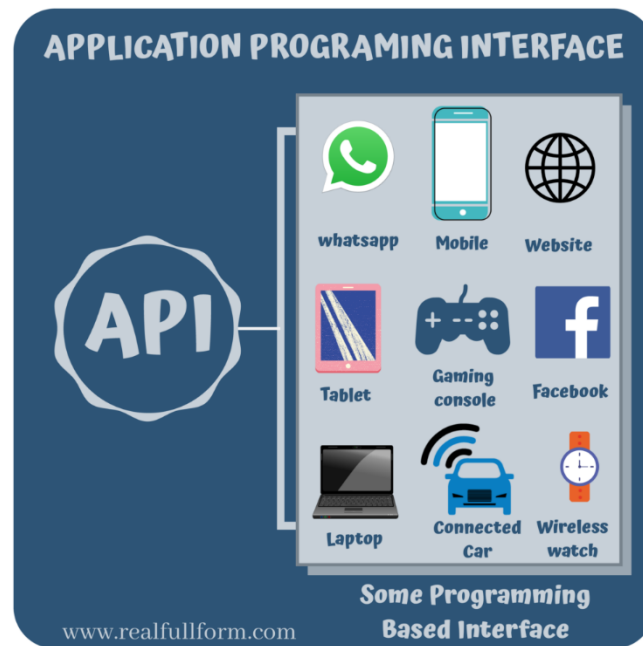 APPLICATION PROGRAMING INTERFACE
API
whatsapp
Mobile
Website
Tablet
Gaming
console
Facebook
Laptop
Connected
Car
Wireless
watch
Some Programming
Based Interface
www.realfullform.com